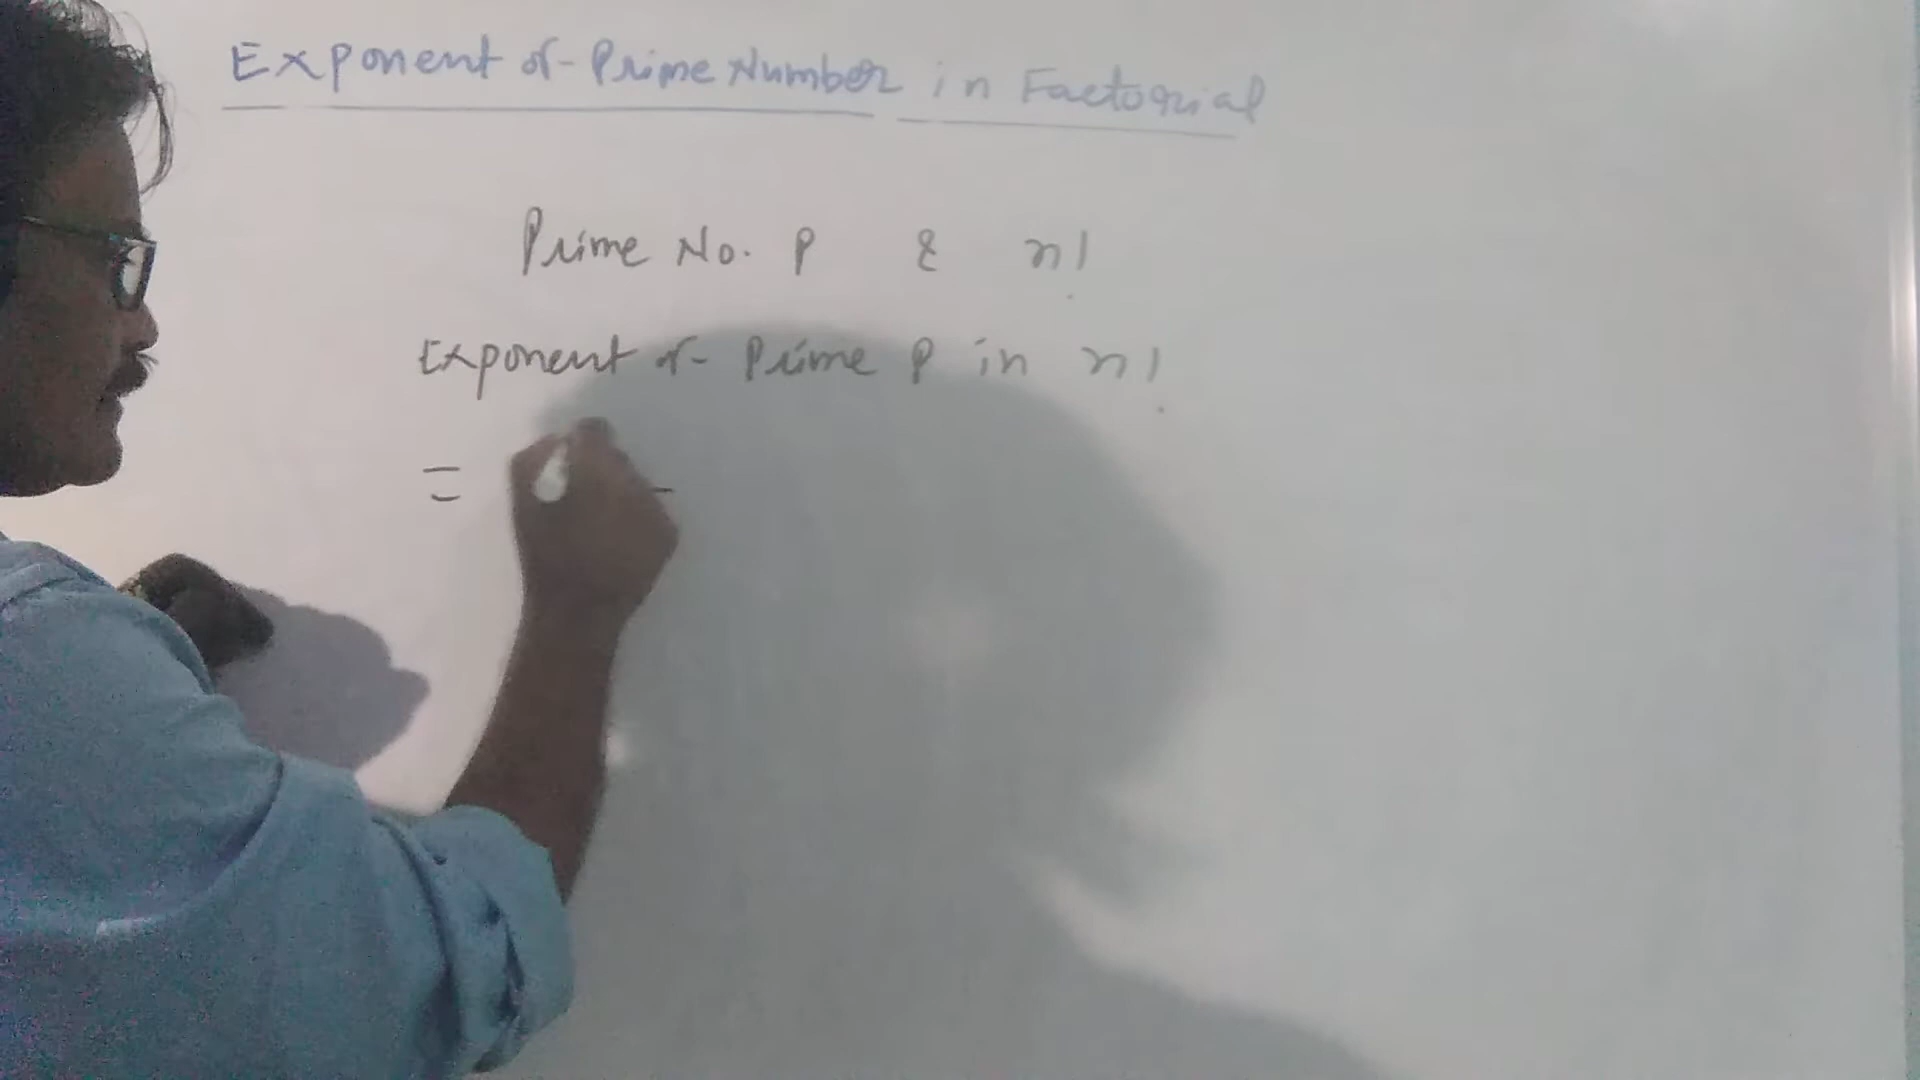 Exponent of Prime Number in Factorial
Prime No. P & n!
Exponent of Prime P in n!
=